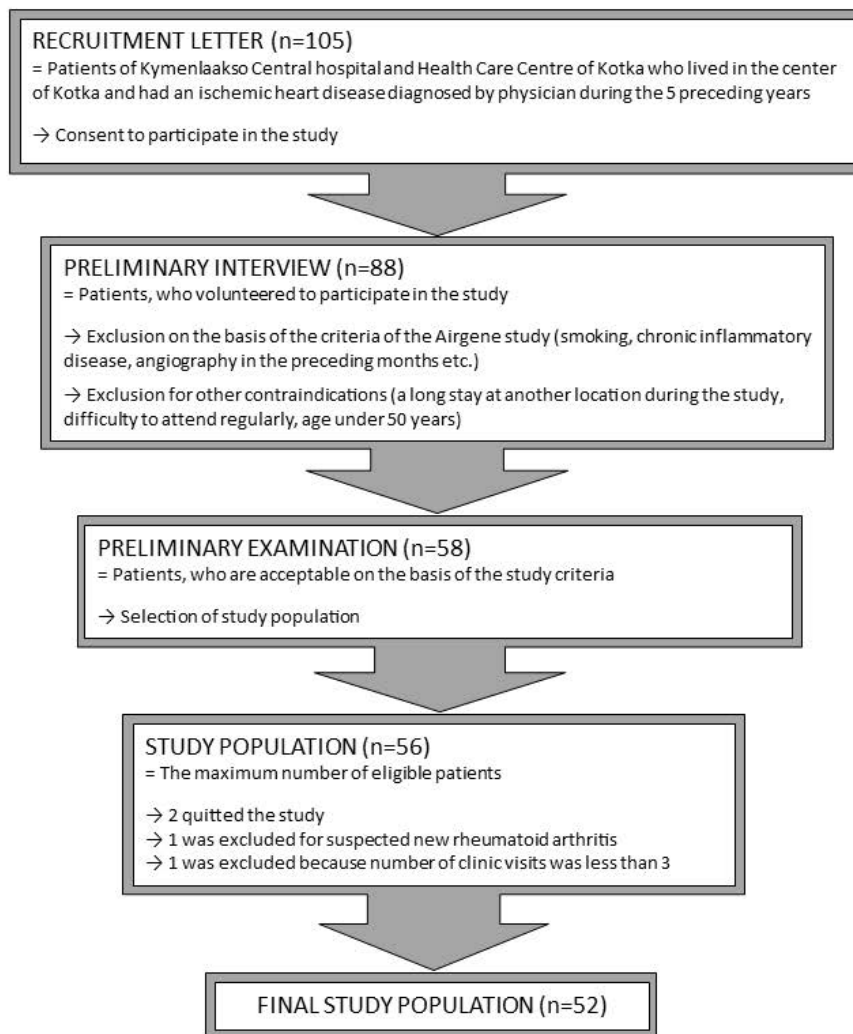 RECRUITMENT LETTER (n=105)
= Patients of Kymenlaakso Central hospital and Health Care Centre of Kotka who lived in the center
of Kotka and had an ischemic heart disease diagnosed by physician during the 5 preceding years
→ Consent to participate in the study
PRELIMINARY INTERVIEW (n=88)
= Patients, who volunteered to participate in the study
→ Exclusion on the basis of the criteria of the Airgene study (smoking, chronic inflammatory
disease, angiography in the preceding months etc.)
→ Exclusion for other contraindications (a long stay at another location during the study,
difficulty to attend regularly, age under 50 years)
PRELIMINARY EXAMINATION (n=58)
= Patients, who are acceptable on the basis of the study criteria
→ Selection of study population
STUDY POPULATION (n=56)
= The maximum number of eligible patients
→ 2 quitted the study
→ 1 was excluded for suspected new rheumatoid arthritis
→ 1 was excluded because number of clinic visits was less than 3
FINAL STUDY POPULATION (n=52)